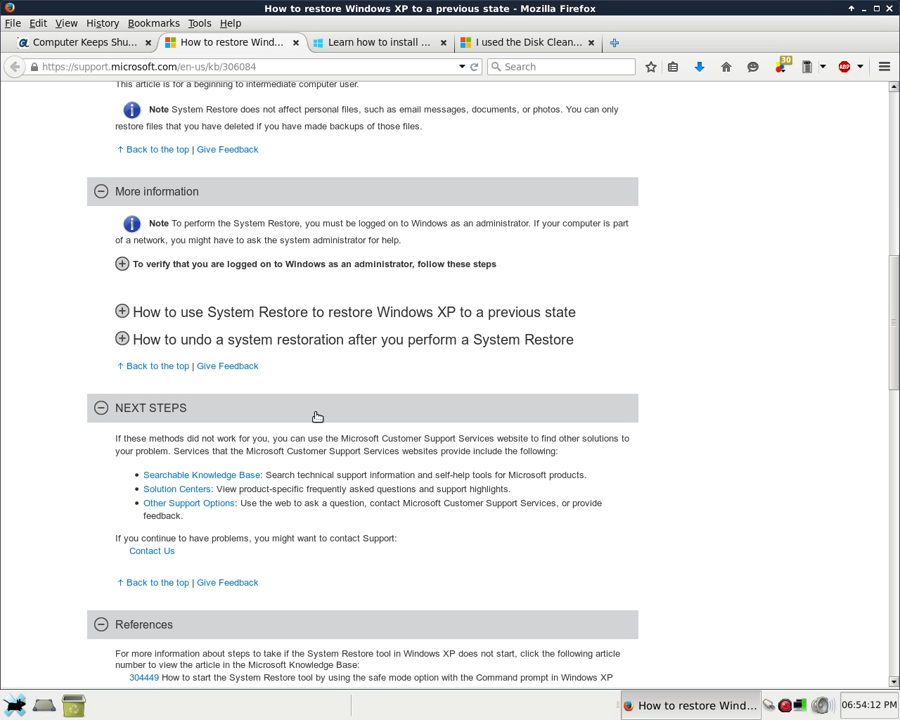 How to restore Windows XP to a previous state - Mozilla Firefox
File Edit View History Bookmarks Tools Help
Computer Keeps Shu...
How to restore Wind...
Learn how to install ...
I used the Disk Clean...
https://support.microsoft.com/en-us/kb/306084
Search
30
ABP
This article is for a beginning to intermediate computer user.
Note System Restore does not affect personal files, such as email messages, documents, or photos. You can only
restore files that you have deleted if you have made backups of those files.
↑ Back to the top | Give Feedback
More information
Note To perform the System Restore, you must be logged on to Windows as an administrator. If your computer is part
of a network, you might have to ask the system administrator for help.
To verify that you are logged on to Windows as an administrator, follow these steps
How to use System Restore to restore Windows XP to a previous state
How to undo a system restoration after you perform a System Restore
↑ Back to the top | Give Feedback
NEXT STEPS
If these methods did not work for you, you can use the Microsoft Customer Support Services website to find other solutions to
your problem. Services that the Microsoft Customer Support Services websites provide include the following:
• Searchable Knowledge Base: Search technical support information and self-help tools for Microsoft products.
• Solution Centers: View product-specific frequently asked questions and support highlights.
• Other Support Options: Use the web to ask a question, contact Microsoft Customer Support Services, or provide
feedback.
If you continue to have problems, you might want to contact Support:
Contact Us
↑ Back to the top | Give Feedback
References
For more information about steps to take if the System Restore tool in Windows XP does not start, click the following article
number to view the article in the Microsoft Knowledge Base:
304449 How to start the System Restore tool by using the safe mode option with the Command prompt in Windows XP
How to restore Wind...
06:54:12 PM